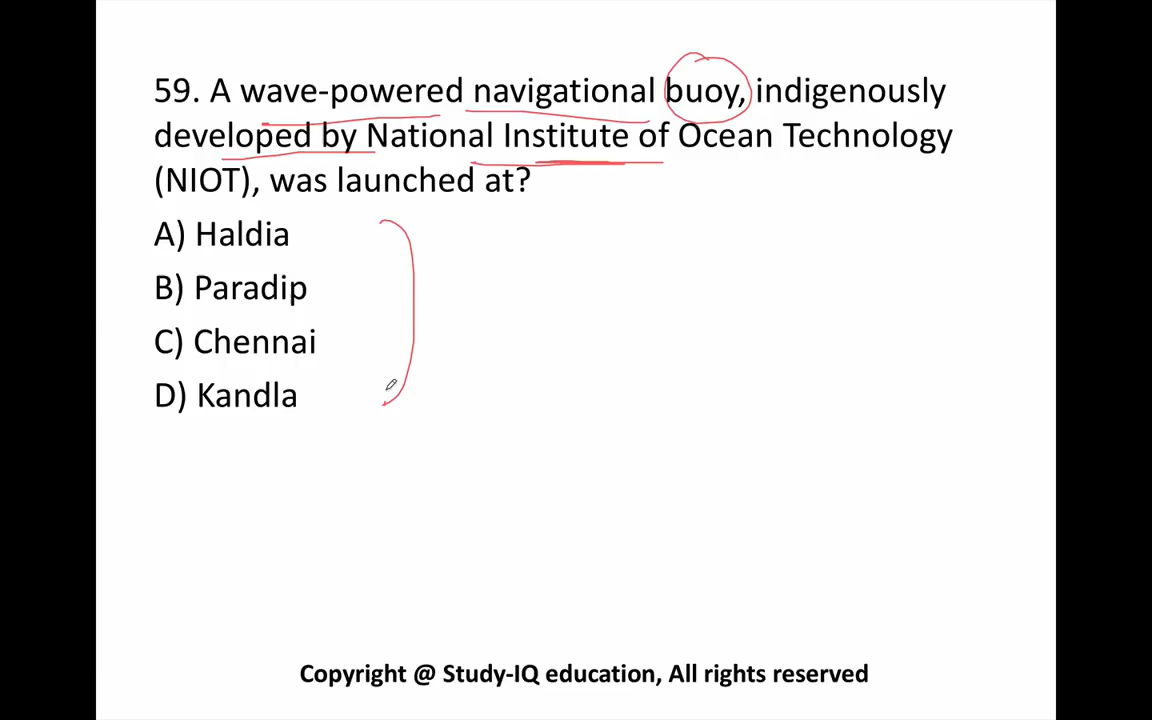 59. A wave-powered navigational buoy, indigenously
developed by National Institute of Ocean Technology
(NIOT), was launched at?
A) Haldia
B) Paradip
C) Chennai
D) Kandla
Copyright @ Study-IQ education, All rights reserved